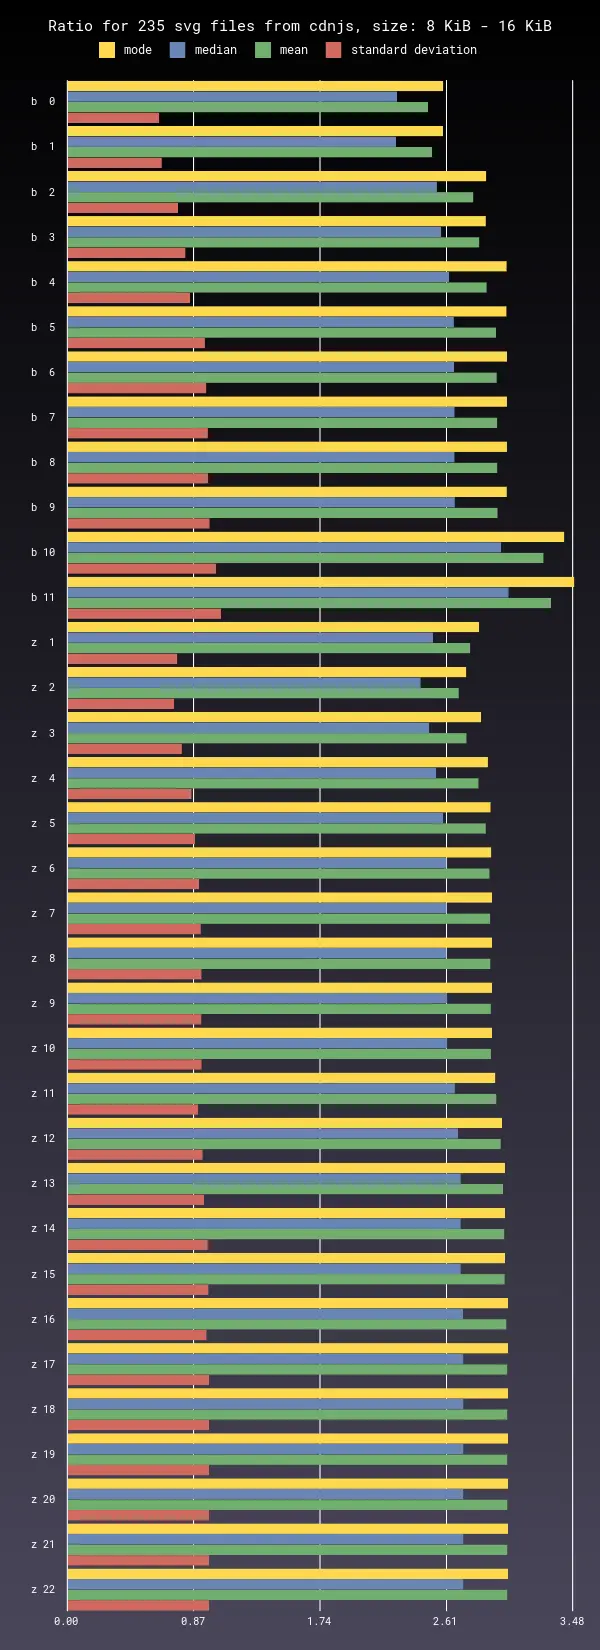 Ratio for 235 svg files from cdnjs, size: 8 KiB - 16 KiB
mode median mean standard deviation
b 0
b 1
b 2
b 3
b 4
b 5
b 6
b 7
b 8
b 9
b 10
b 11
z 1
z 2
z 3
z 4
z 5
z 6
z 7
z 8
z 9
z 10
z 11
z 12
z 13
z 14
z 15
z 16
z 17
z 18
z 19
z 20
z 21
z 22
0.00 0.87 1.74 2.61 3.48